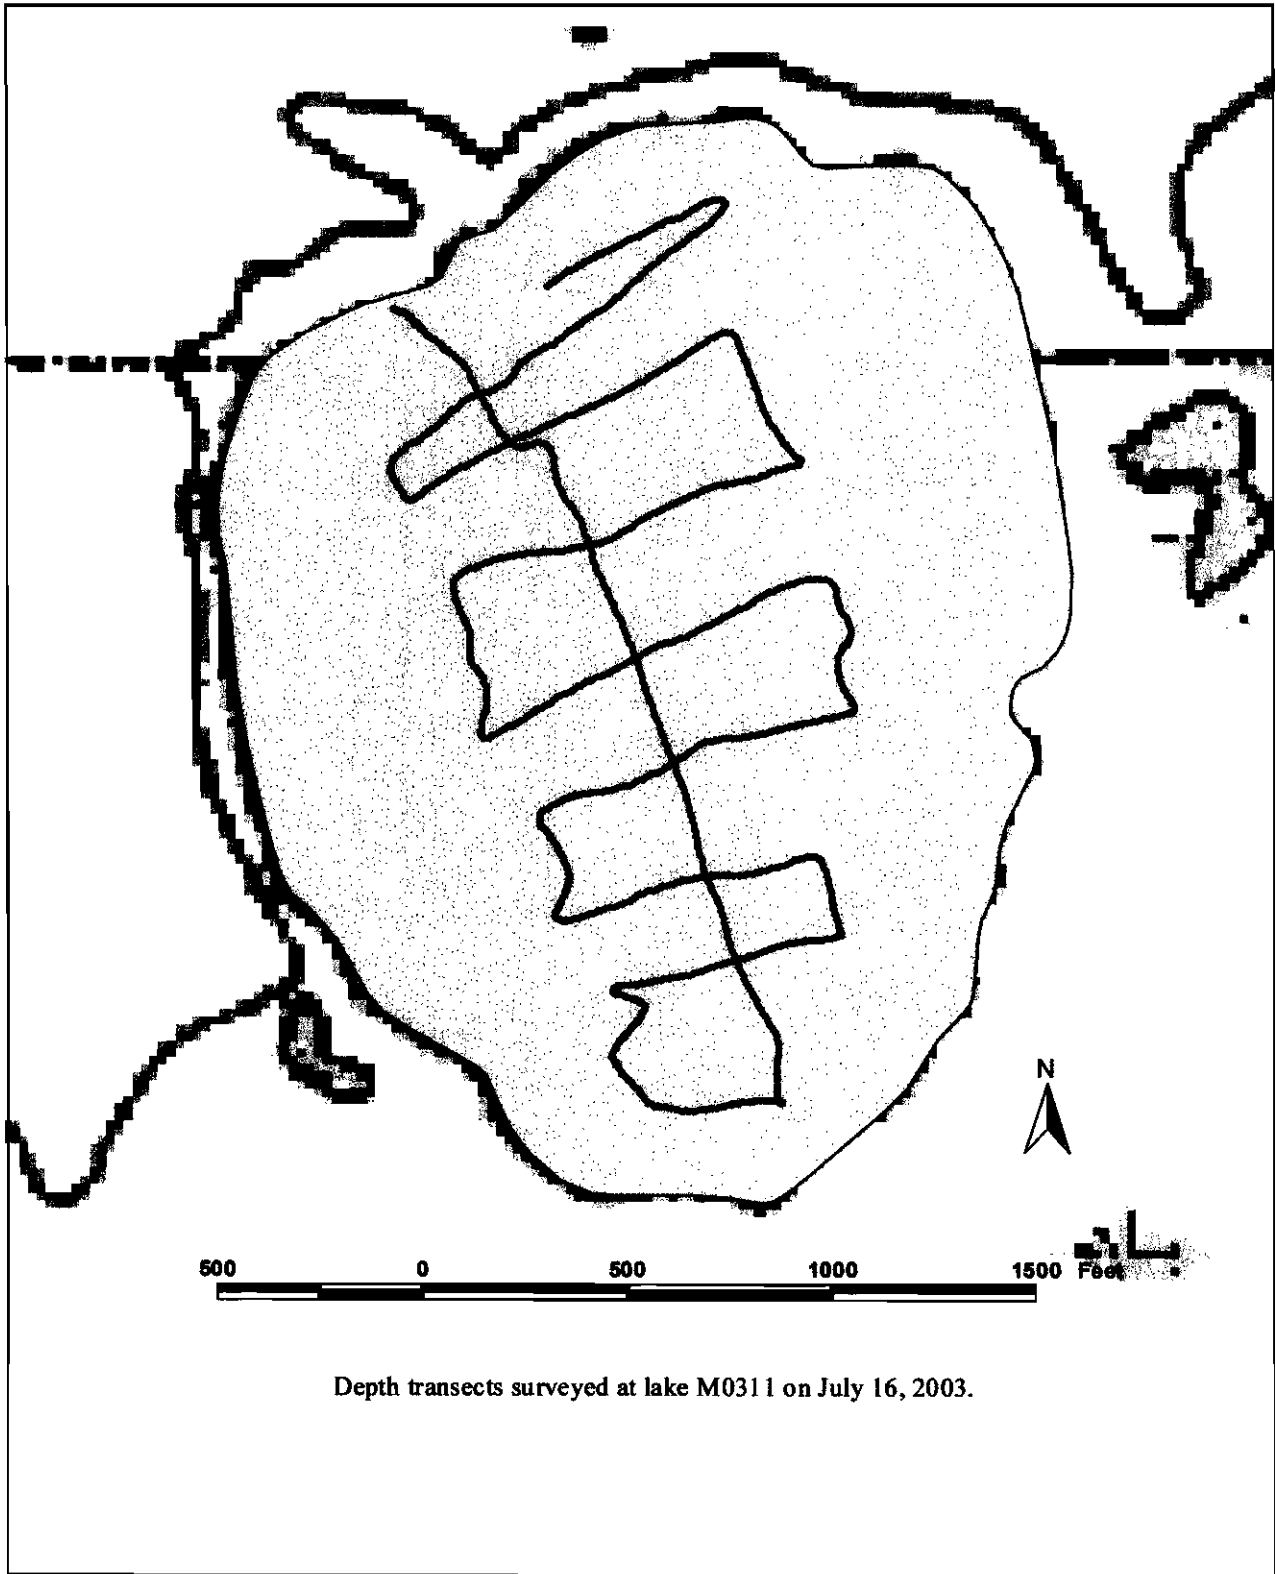 N
500 0 500 1000 1500 Feet
Depth transects surveyed at lake M0311 on July 16, 2003.